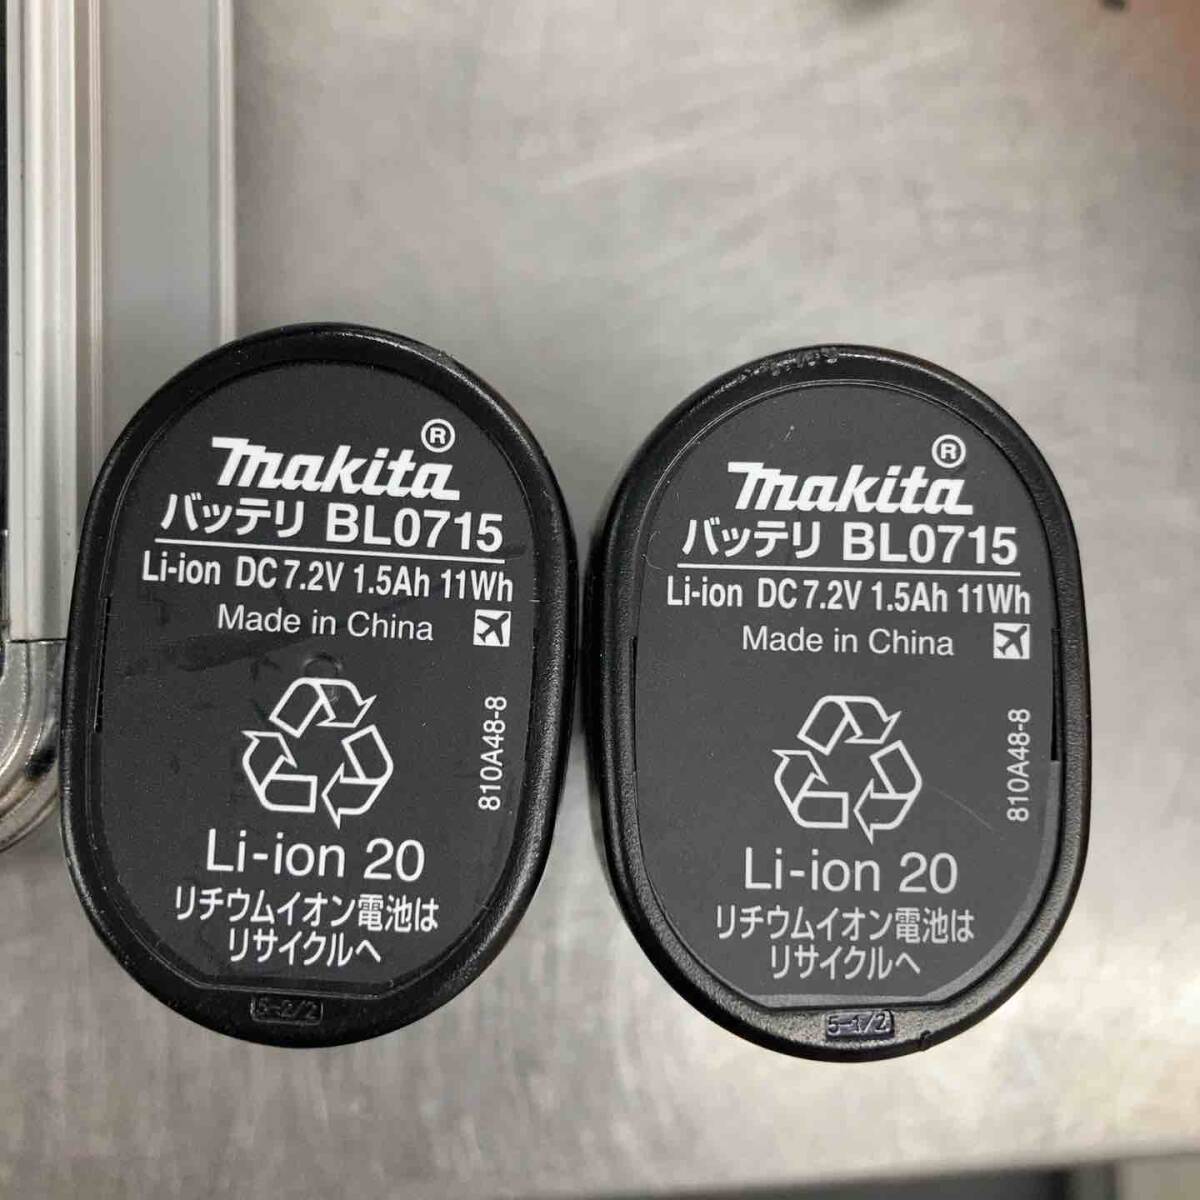 makita®
バッテリ BL0715
Li-ion DC 7.2V 1.5Ah 11Wh
Made in China
810A48-8
Li-ion 20
リチウムイオン電池は
リサイクルへ
5-2/2
makita®
バッテリ BL0715
Li-ion DC 7.2V 1.5Ah 11Wh
Made in China
810A48-8
Li-ion 20
リチウムイオン電池は
リサイクルへ
5-1/2